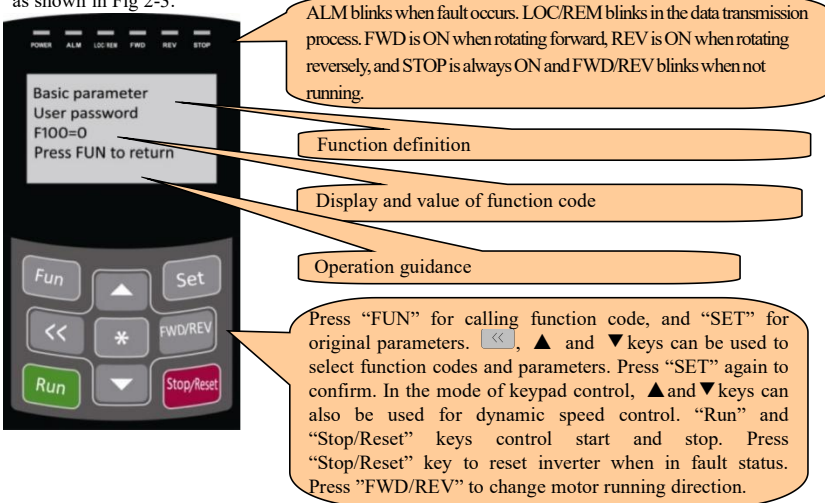 as shown in Fig 2-3.
ALM blinks when fault occurs. LOC/REM blinks in the data transmission
process. FWD is ON when rotating forward, REV is ON when rotating
reversely, and STOP is always ON and FWD/REV blinks when not
running.
POWER ALM LOC/REM FWD REV STOP
Basic parameter
User password
F100=0
Press FUN to return
Function definition
Display and value of function code
Operation guidance
Fun ▲ Set
<< * FWD/REV
Run ▼ Stop/Reset
Press “FUN” for calling function code, and “SET” for
original parameters. <<, ▲ and ▼keys can be used to
select function codes and parameters. Press “SET” again to
confirm. In the mode of keypad control, ▲and▼keys can
also be used for dynamic speed control. “Run” and
“Stop/Reset” keys control start and stop. Press
“Stop/Reset” key to reset inverter when in fault status.
Press ”FWD/REV” to change motor running direction.